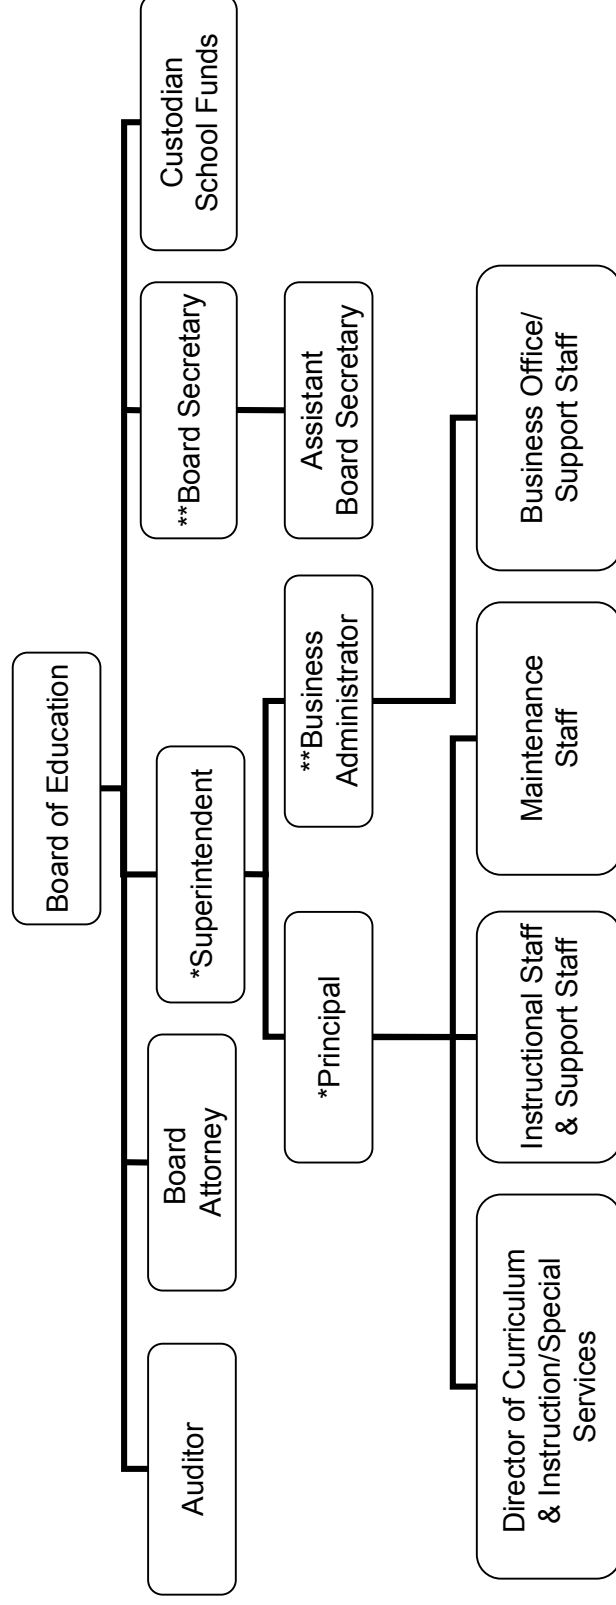 Board of Education
Auditor
Board
Attorney
*Superintendent
**Board Secretary
Custodian
School Funds
*Principal
**Business
Administrator
Assistant
Board Secretary
Director of Curriculum
& Instruction/Special
Services
Instructional Staff
& Support Staff
Maintenance
Staff
Business Office/
Support Staff